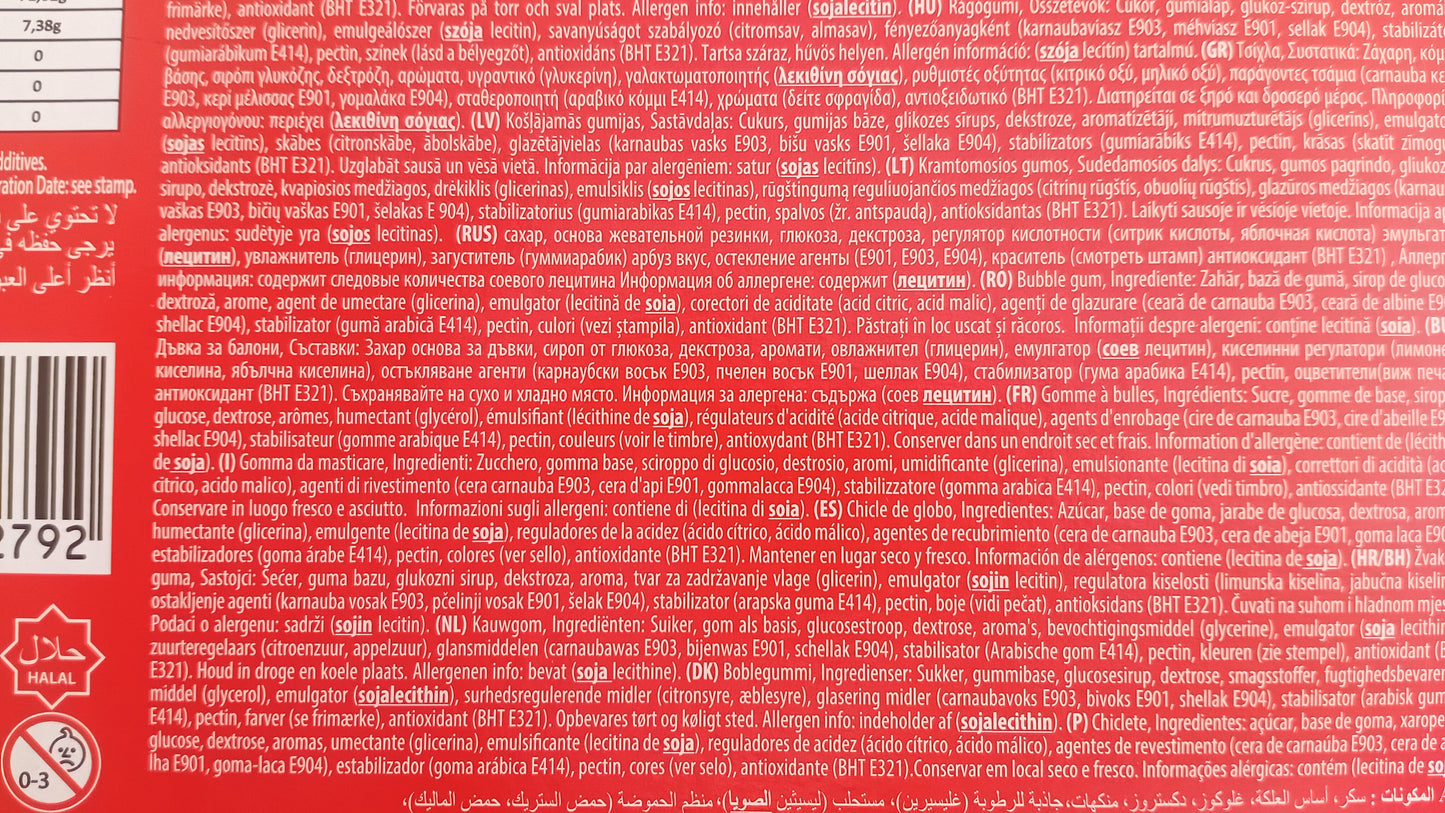 7,38g
0
0
0
dditives.
ration Date: see stamp.
لا تحتوي على
يرجى حفظه في
أنظر أعلى العبو
2792
حلال
HALAL
0-3
frimärke), antioxidant (BHT E321). Förvaras på torr och sval plats. Allergen info: innehåller (sojalecitin). (HU) Rágógumi, Összetevők: Cukor, gumialap, glukóz-szirup, dextróz, aromá
nedvesítőszer (glicerin), emulgeálószer (szója lecitin), savanyúságot szabályozó (citromsav, almasav), fényezőanyagként (karnaubaviasz E903, méhviasz E901, sellak E904), stabilizát
(gumiarábikum E414), pectin, színek (lásd a bélyegzőt), antioxidáns (BHT E321). Tartsa száraz, hűvös helyen. Allergén információ: (szója lecitin) tartalmú. (GR) Τσίχλα, Συστατικά: Ζάχαρη, κόμ
βάσης, σιρόπι γλυκόζης, δεξτρόζη, αρώματα, υγραντικό (γλυκερίνη), γαλακτωματοποιητής (λεκιθίνη σόγιας), ρυθμιστές οξύτητας (κιτρικό οξύ, μηλικό οξύ), παράγοντες τσάμια (carnauba κε
E903, κερί μέλισσας E901, γομαλάκα E904), σταθεροποιητή (αραβικό κόμμι E414), χρώματα (δείτε σφραγίδα), αντιοξειδωτικό (BHT E321). Διατηρείται σε ξηρό και δροσερό μέρος. Πληροφορί
αλλεργιογόνου: περιέχει (λεκιθίνη σόγιας). (LV) Košļājamās gumijas, Sastāvdaļas: Cukurs, gumijas bāze, glikozes sīrups, dekstroze, aromatizētāji, mitrumuzturētājs (glicerīns), emulgato
(sojas lecitīns), skābes (citronskābe, ābolskābe), glazētājvielas (karnaubas vasks E903, bišu vasks E901, šellaka E904), stabilizators (gumiarābiks E414), pectin, krāsas (skatīt zīmogu
antioksidants (BHT E321). Uzglabāt sausā un vēsā vietā. Informācija par alergēniem: satur (sojas lecitīns). (LT) Kramtomosios gumos, Sudedamosios dalys: Cukrus, gumos pagrindo, gliukoz
sirupo, dekstrozė, kvapiosios medžiagos, drėkiklis (glicerinas), emulsiklis (sojos lecitinas), rūgštingumą reguliuojančios medžiagos (citrinų rūgštis, obuolių rūgštis), glazūros medžiagos (karnau
vaškas E903, bičių vaškas E901, šelakas E 904), stabilizatorius (gumiarabikas E414), pectin, spalvos (žr. antspaudą), antioksidantas (BHT E321). Laikyti sausoje ir vėsioje vietoje. Informacija a
alergenus: sudėtyje yra (sojos lecitinas). (RUS) сахар, основа жевательной резинки, глюкоза, декстроза, регулятор кислотности (ситрик кислоты, яблочная кислота) эмульгат
(лецитин), увлажнитель (глицерин), загуститель (гуммиарабик) арбуз вкус, остекление агенты (E901, E903, E904), краситель (смотреть штамп) антиоксидант (BHT E321) , Аллерг
информация: содержит следовые количества соевого лецитина Информация об аллергене: содержит (лецитин). (RO) Bubble gum, Ingrediente: Zahăr, bază de gumă, sirop de gluco
dextroză, arome, agent de umectare (glicerina), emulgator (lecitină de soia), corectori de aciditate (acid citric, acid malic), agenți de glazurare (ceară de carnauba E903, ceară de albine E9
shellac E904), stabilizator (gumă arabică E414), pectin, culori (vezi ștampila), antioxidant (BHT E321). Păstrați in loc uscat și răcoros. Informații despre alergeni: conține lecitină (soia). (B
Дъвка за балони, Съставки: Захар основа за дъвки, сироп от глюкоза, декстроза, аромати, овлажнител (глицерин), емулгатор (соев лецитин), киселинни регулатори (лимоне
киселина, ябълчна киселина), остъкляване агенти (карнаубски восък E903, пчелен восък E901, шеллак E904), стабилизатор (гума арабика E414), pectin, оцветители(виж печа
антиоксидант (BHT E321). Съхранявайте на сухо и хладно място. Информация за алергена: съдържа (соев лецитин). (FR) Gomme à bulles, Ingrédients: Sucre, gomme de base, sirop
glucose, dextrose, arômes, humectant (glycérol), émulsifiant (lécithine de soja), régulateurs d'acidité (acide citrique, acide malique), agents d'enrobage (cire de carnauba E903, cire d'abeille E9
shellac E904), stabilisateur (gomme arabique E414), pectin, couleurs (voir le timbre), antioxydant (BHT E321). Conserver dans un endroit sec et frais. Information d'allergène: contient de (lécith
de soja). (I) Gomma da masticare, Ingredienti: Zucchero, gomma base, sciroppo di glucosio, destrosio, aromi, umidificante (glicerina), emulsionante (lecitina di soia), correttori di acidità (ac
citrico, acido malico), agenti di rivestimento (cera carnauba E903, cera d'api E901, gommalacca E904), stabilizzatore (gomma arabica E414), pectin, colori (vedi timbro), antiossidante (BHT E32
Conservare in luogo fresco e asciutto. Informazioni sugli allergeni: contiene di (lecitina di soia). (ES) Chicle de globo, Ingredientes: Azúcar, base de goma, jarabe de glucosa, dextrosa, arom
humectante (glicerina), emulgente (lecitina de soja), reguladores de la acidez (ácido cítrico, ácido málico), agentes de recubrimiento (cera de carnauba E903, cera de abeja E901, goma laca E90
estabilizadores (goma árabe E414), pectin, colores (ver sello), antioxidante (BHT E321). Mantener en lugar seco y fresco. Información de alérgenos: contiene (lecitina de soja). (HR/BH) Žvak
guma, Sastojci: Šećer, guma bazu, glukozni sirup, dekstroza, aroma, tvar za zadržavanje vlage (glicerin), emulgator (sojin lecitin), regulatora kiselosti (limunska kiselina, jabučna kiselin
ostakljenje agenti (karnauba vosak E903, pčelinji vosak E901, šelak E904), stabilizator (arapska guma E414), pectin, boje (vidi pečat), antioksidans (BHT E321). Čuvati na suhom i hladnom mjes
Podaci o alergenu: sadrži (sojin lecitin). (NL) Kauwgom, Ingrediënten: Suiker, gom als basis, glucosestroop, dextrose, aroma's, bevochtigingsmiddel (glycerine), emulgator (soja lecithin
zuurteregelaars (citroenzuur, appelzuur), glansmiddelen (carnaubawas E903, bijenwas E901, schellak E904), stabilisator (Arabische gom E414), pectin, kleuren (zie stempel), antioxidant (B
E321). Houd in droge en koele plaats. Allergenen info: bevat (soja lecithine). (DK) Boblegummi, Ingredienser: Sukker, gummibase, glucosesirup, dextrose, smagsstoffer, fugtighedsbevaren
middel (glycerol), emulgator (sojalecithin), surhedsregulerende midler (citronsyre, æblesyre), glasering midler (carnaubavoks E903, bivoks E901, shellak E904), stabilisator (arabisk gum
E414), pectin, farver (se frimærke), antioxidant (BHT E321). Opbevares tørt og køligt sted. Allergen info: indeholder af (sojalecithin). (P) Chiclete, Ingredientes: açúcar, base de goma, xarope
glucose, dextrose, aromas, umectante (glicerina), emulsificante (lecitina de soja), reguladores de acidez (ácido cítrico, ácido málico), agentes de revestimento (cera de carnaúba E903, cera de a
lha E901, goma-laca E904), estabilizador (goma arábica E414), pectin, cores (ver selo), antioxidante (BHT E321).Conservar em local seco e fresco. Informações alérgicas: contém (lecitina de so
المكونات : سكر، أساس العلكة، غلوكوز، دكستروز، منكهات،جاذبة للرطوبة (غليسيرين)، مستحلب (ليسيثين الصويا)، منظم الحموضة (حمض الستريك، حمض الماليك)،